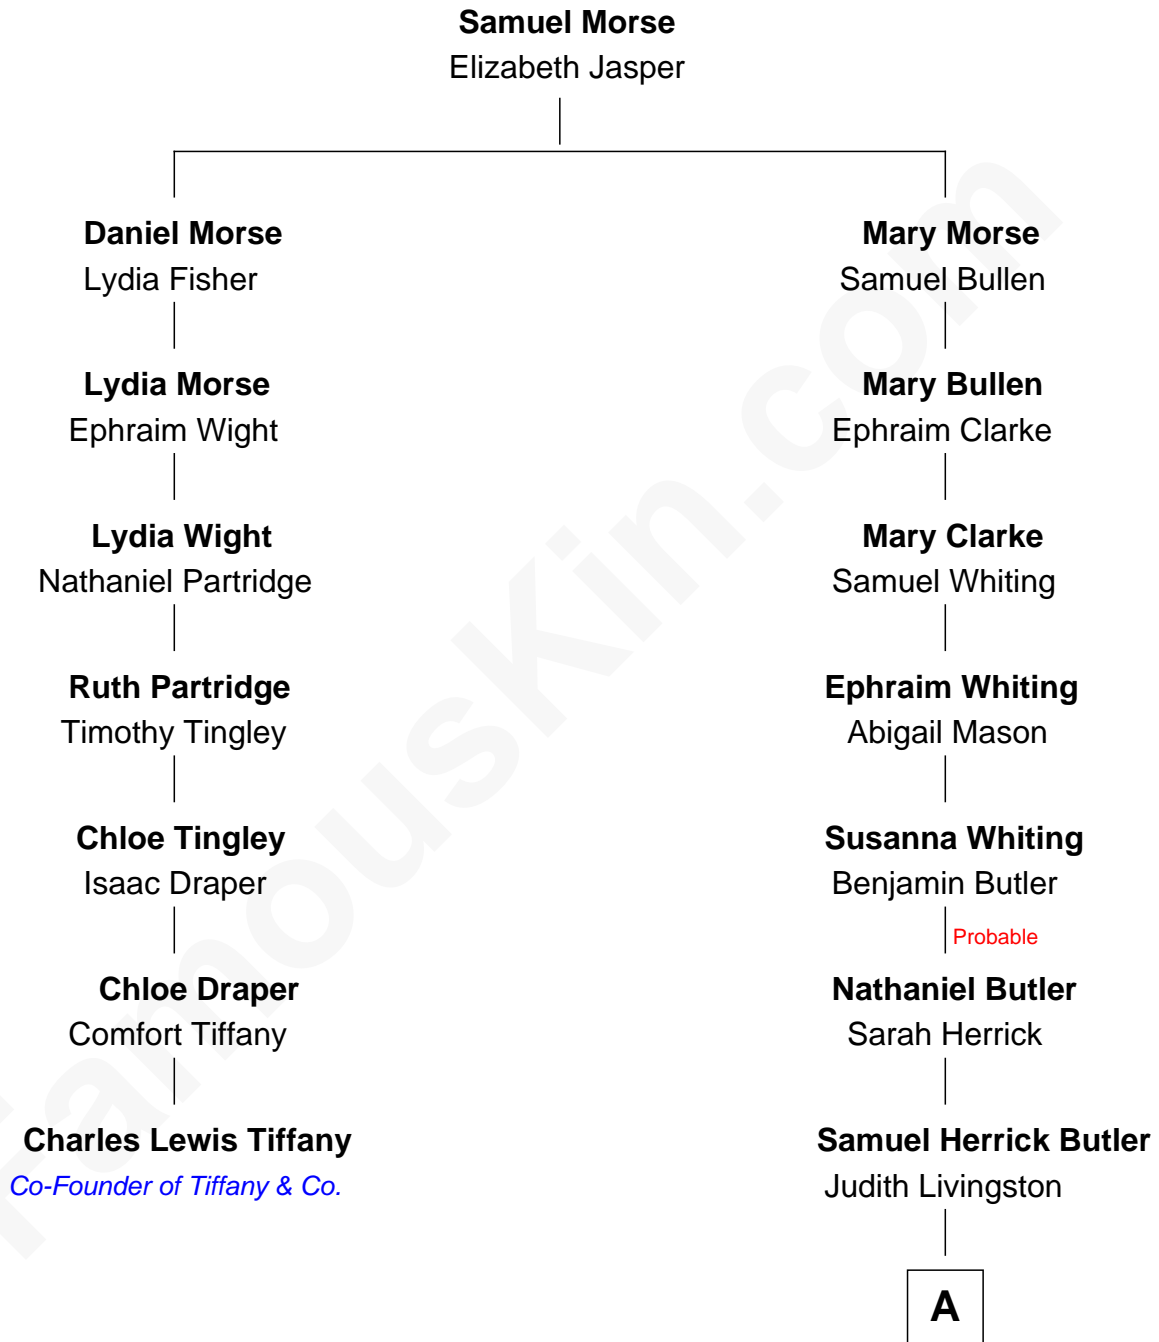 Samuel Morse
Elizabeth Jasper
Daniel Morse
Lydia Fisher
Mary Morse
Samuel Bullen
Lydia Morse
Ephraim Wight
Mary Bullen
Ephraim Clarke
Lydia Wight
Nathaniel Partridge
Mary Clarke
Samuel Whiting
Ruth Partridge
Timothy Tingley
Ephraim Whiting
Abigail Mason
Chloe Tingley
Isaac Draper
Susanna Whiting
Benjamin Butler
Probable
Chloe Draper
Comfort Tiffany
Nathaniel Butler
Sarah Herrick
Charles Lewis Tiffany
Co-Founder of Tiffany & Co.
Samuel Herrick Butler
Judith Livingston
A
FamousKin.com